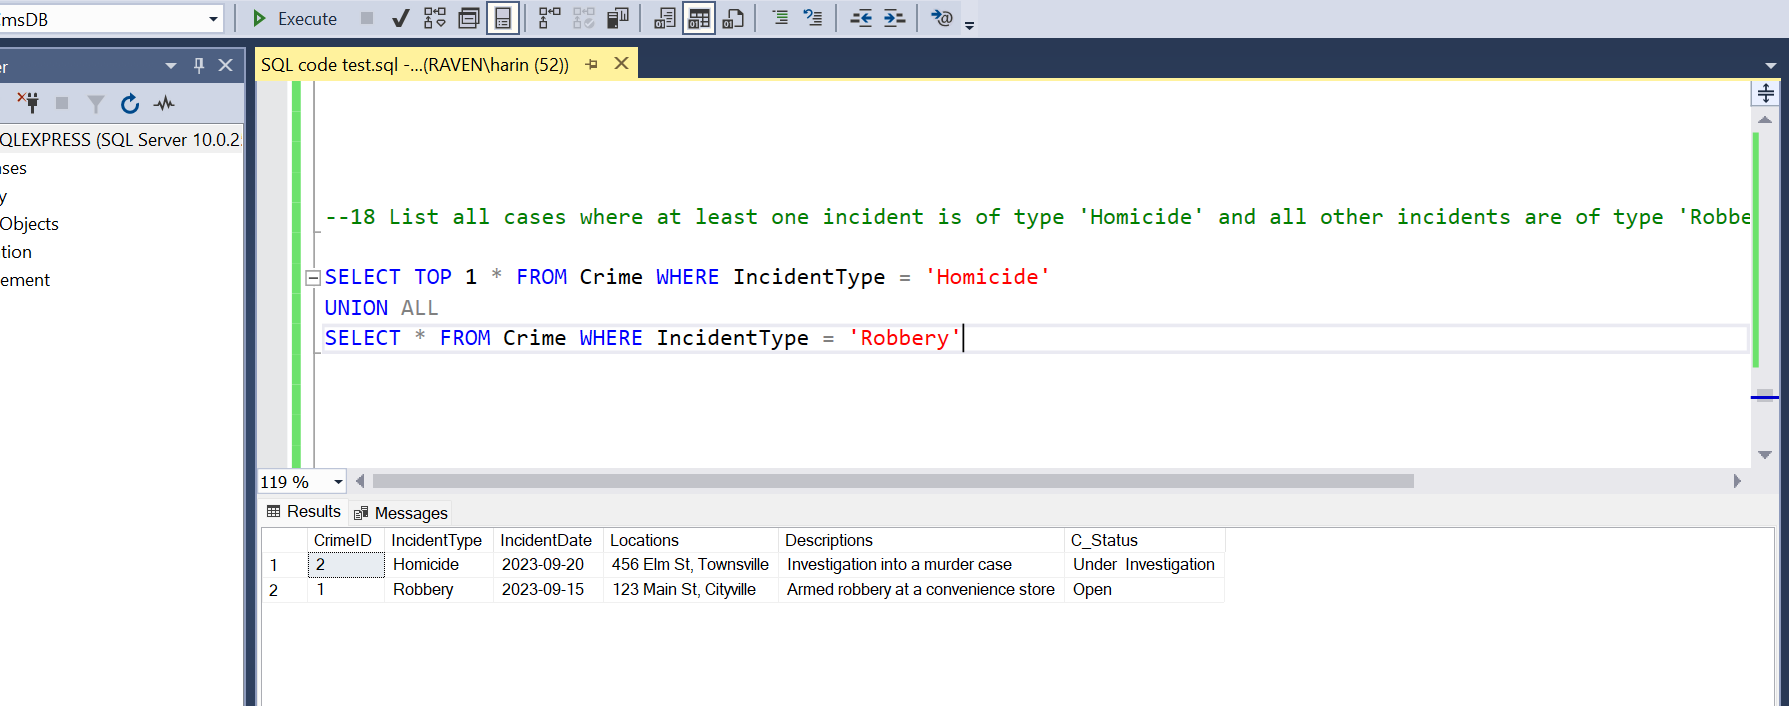 msDB
Execute
er
SQL code test.sql -...(RAVEN\harin (52))
QLEXPRESS (SQL Server 10.0.2
ases
y
Objects
tion
ement
--18 List all cases where at least one incident is of type 'Homicide' and all other incidents are of type 'Robbe
SELECT TOP 1 * FROM Crime WHERE IncidentType = 'Homicide'
UNION ALL
SELECT * FROM Crime WHERE IncidentType = 'Robbery'
119 %
Results Messages
CrimeID IncidentType IncidentDate Locations Descriptions C_Status
1 2 Homicide 2023-09-20 456 Elm St, Townsville Investigation into a murder case Under  Investigation
2 1 Robbery 2023-09-15 123 Main St, Cityville Armed robbery at a convenience store Open